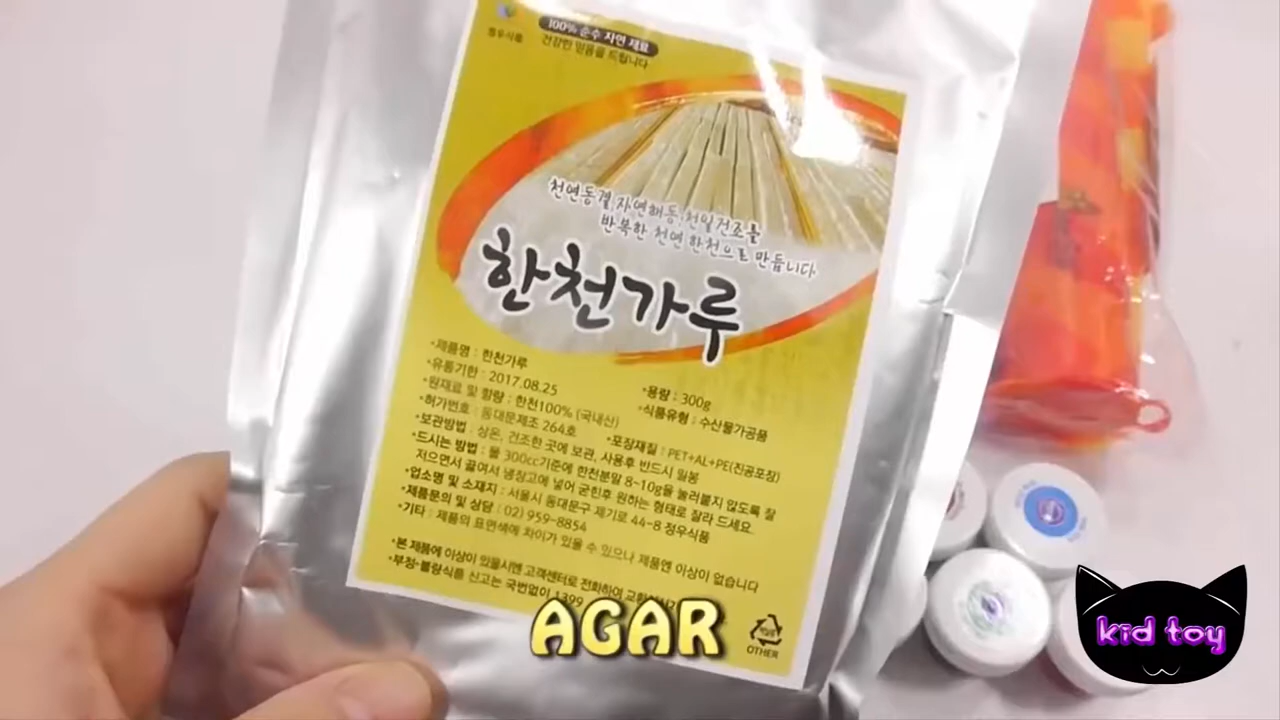 정우식품
100% 순수 자연 재료
건강한 믿음을 드립니다
천연동결,자연해동,천일건조를
반복한 천연 한천으로 만듭니다
한천가루
•제품명 : 한천가루
•유통기한 : 2017.08.25
•용량 : 300g
•원재료 및 함량 : 한천100% (국내산)
•식품유형 : 수산물가공품
•허가번호 : 동대문제조 264호
•포장재질 : PET+AL+PE(진공포장)
•보관방법 : 상온, 건조한 곳에 보관, 사용후 반드시 밀봉
•드시는 방법 : 물 300cc기준에 한천분말 8~10g을 눌러붙지 않도록 잘
저으면서 끓여서 냉장고에 넣어 굳힌후 원하는 형태로 잘라 드세요.
•업소명 및 소재지 : 서울시 동대문구 제기로 44-8 정우식품
•제품문의 및 상담 : 02) 959-8854
•기타 : 제품의 표면색에 차이가 있을 수 있으나 제품엔 이상이 없습니다
•본 제품에 이상이 있을시엔 고객센터로 전화하여 교환
•부정·불량식품 신고는 국번없이 1399
AGAR
OTHER
kid toy